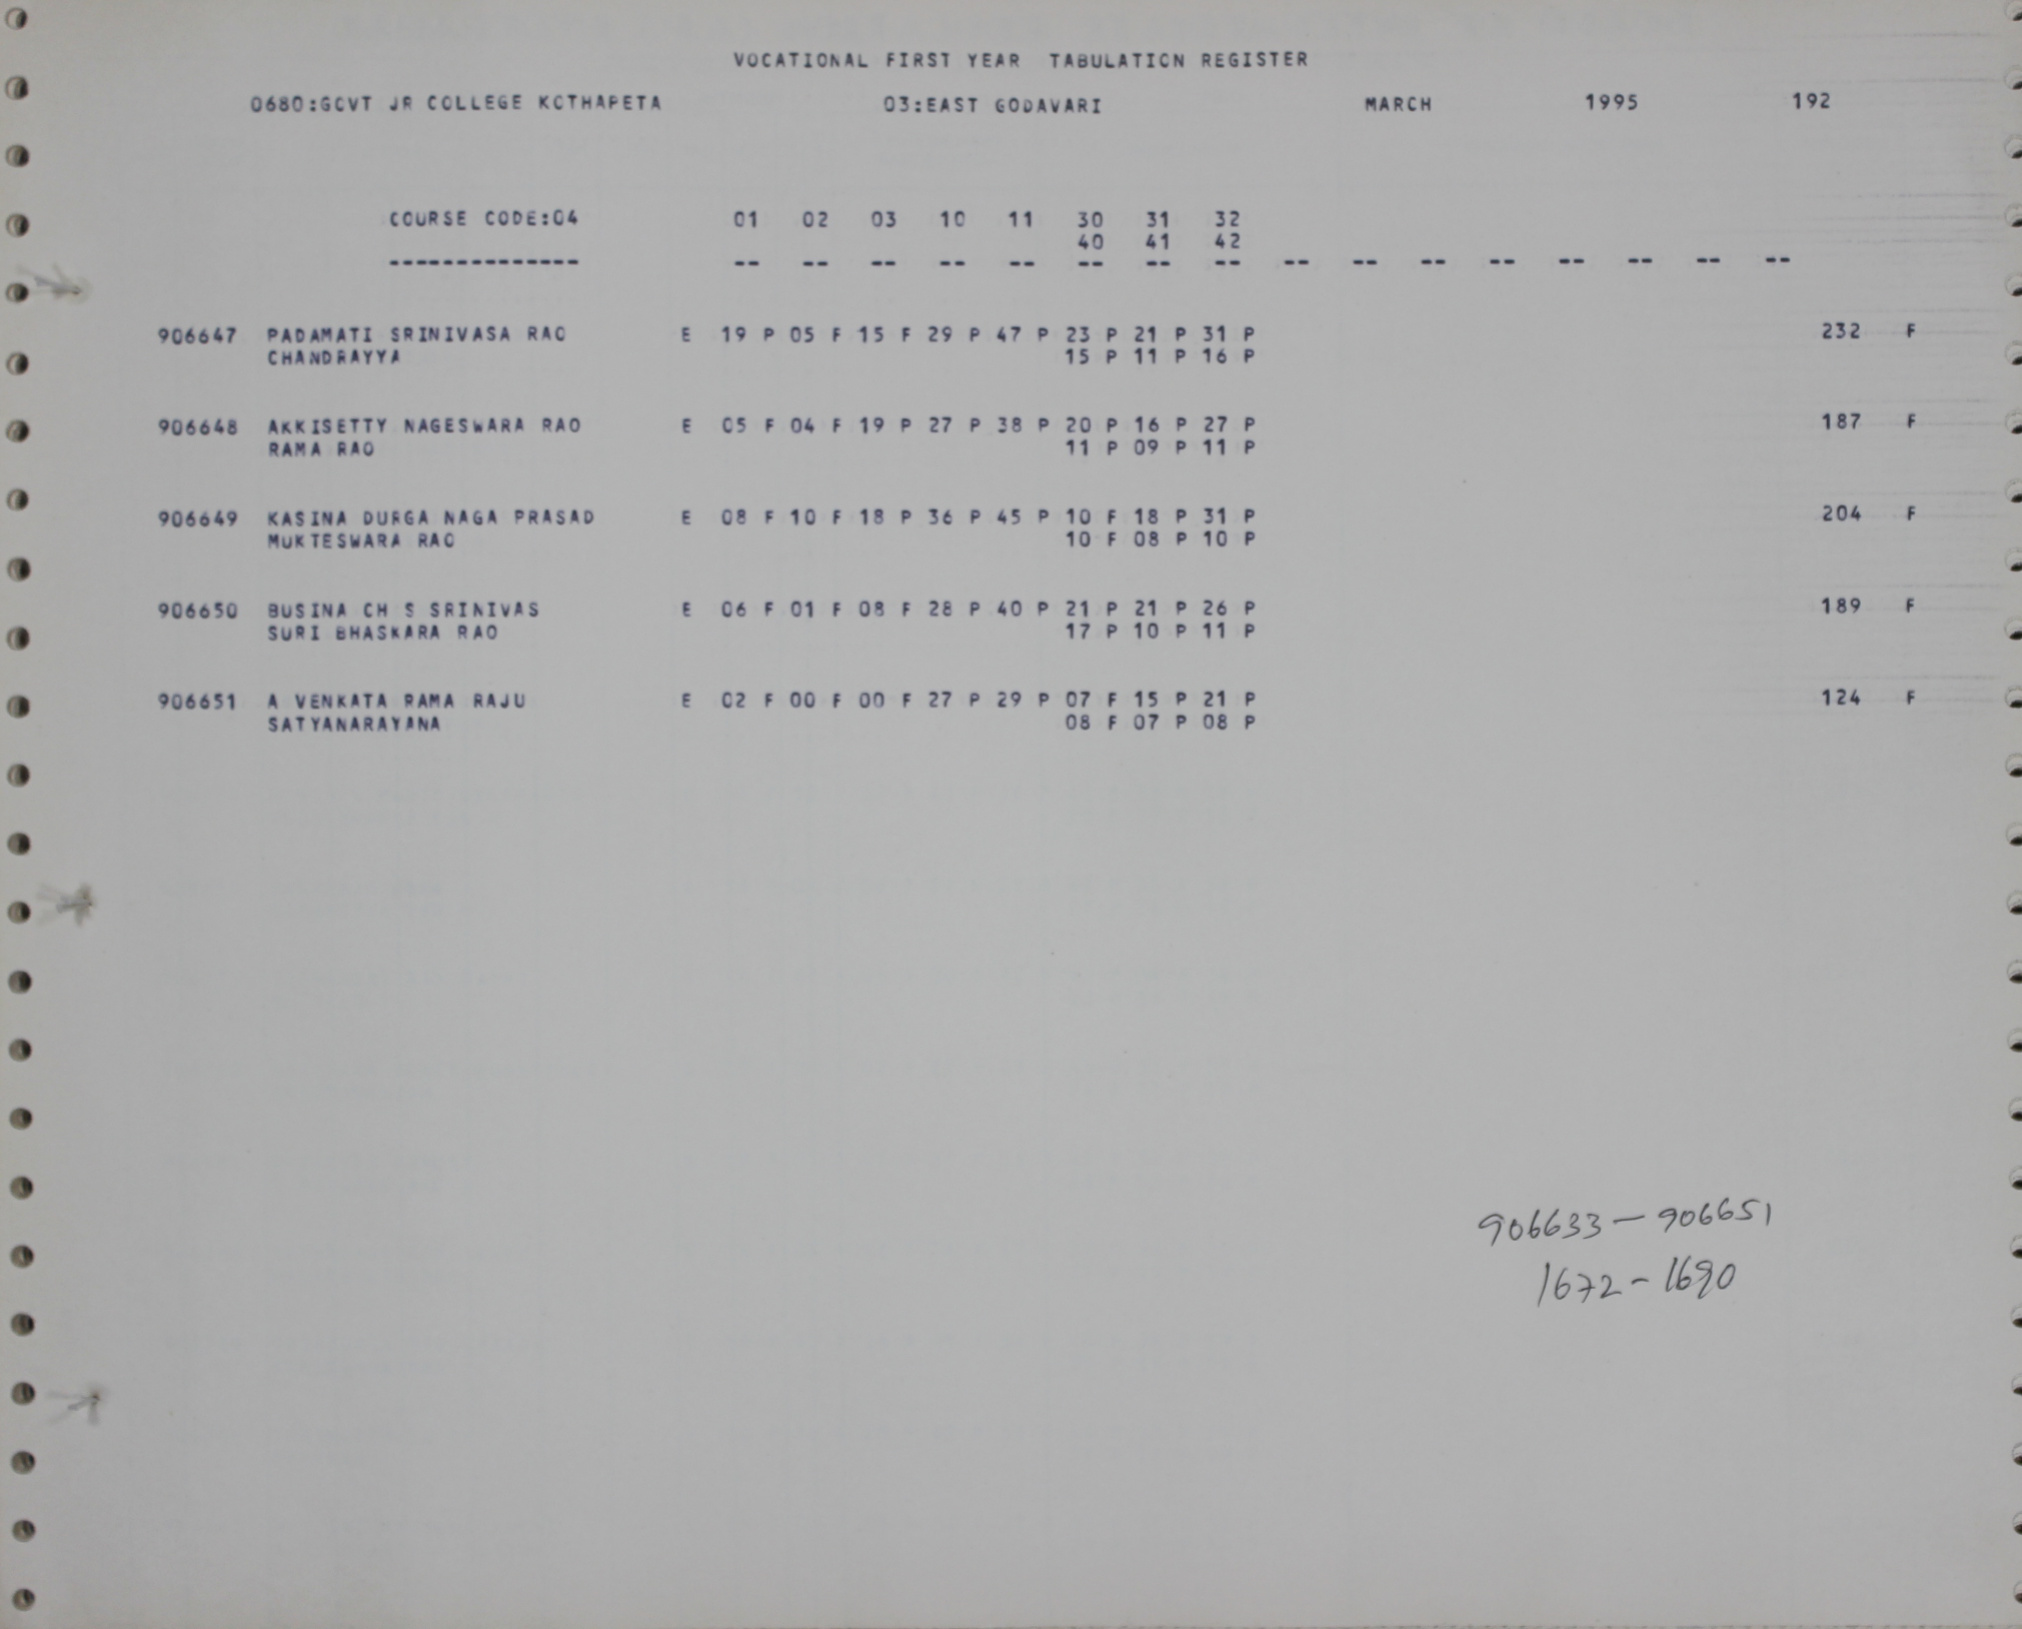 VOCATIONAL FIRST YEAR TABULATION REGISTER
0680:GOVT JR COLLEGE KOTHAPETA 03:EAST GODAVARI MARCH 1995 192
COURSE CODE:04 01 02 03 10 11 30 31 32
40 41 42
-------------- -- -- -- -- -- -- -- -- -- -- -- -- -- -- -- --
906647 PADAMATI SRINIVASA RAO E 19 P 05 F 15 F 29 P 47 P 23 P 21 P 31 P 232 F
CHANDRAYYA 15 P 11 P 16 P
906648 AKKISETTY NAGESWARA RAO E 05 F 04 F 19 P 27 P 38 P 20 P 16 P 27 P 187 F
RAMA RAO 11 P 09 P 11 P
906649 KASINA DURGA NAGA PRASAD E 08 F 10 F 18 P 36 P 45 P 10 F 18 P 31 P 204 F
MUKTESWARA RAO 10 F 08 P 10 P
906650 BUSINA CH S SRINIVAS E 06 F 01 F 08 F 28 P 40 P 21 P 21 P 26 P 189 F
SURI BHASKARA RAO 17 P 10 P 11 P
906651 A VENKATA RAMA RAJU E 02 F 00 F 00 F 27 P 29 P 07 F 15 P 21 P 124 F
SATYANARAYANA 08 F 07 P 08 P
906633 - 906651
1672 - 1690